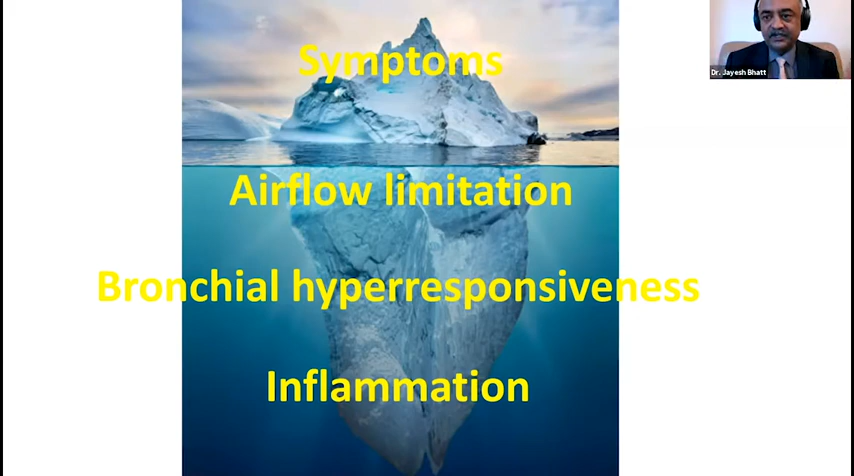 Symptoms
Dr. Jayesh Bhatt
Airflow limitation
Bronchial hyperresponsiveness
Inflammation